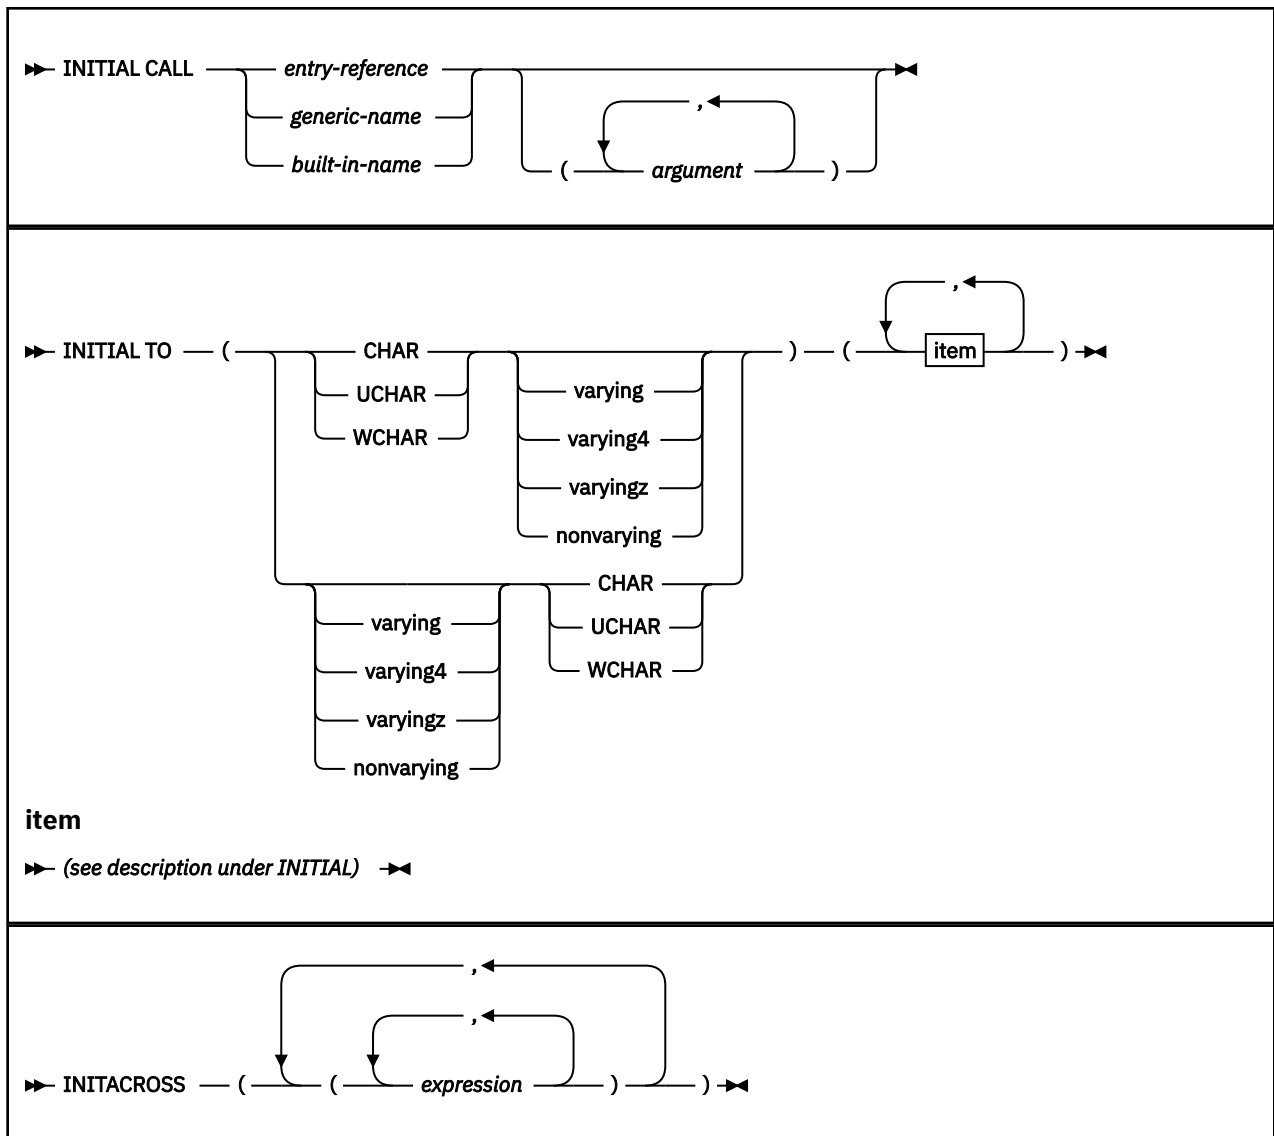 INITIAL CALL entry-reference
generic-name
built-in-name
,
( argument )
,
INITIAL TO ( CHAR ) ( item )
UCHAR varying
WCHAR varying4
varyingz
nonvarying
CHAR
varying UCHAR
varying4 WCHAR
varyingz
nonvarying
item
(see description under INITIAL)
,
,
INITACROSS ( ( expression ) )